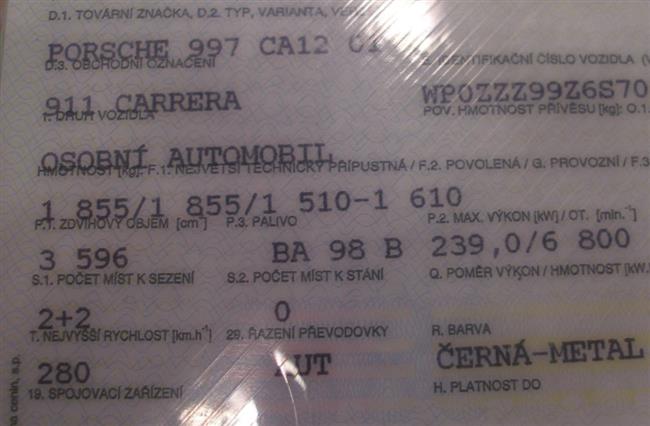 D.1. TOVÁRNÍ ZNAČKA, D.2. TYP, VARIANTA,
PORSCHE 997 CA12
D.3. OBCHODNÍ OZNAČENÍ E. IDENTIFIKAČNÍ ČÍSLO VOZIDLA
911 CARRERA WP0ZZZ99Z6S70
1. DRUH VOZIDLA POV. HMOTNOST PŘÍVĚSU [kg]: O.1.
OSOBNÍ AUTOMOBIL
HMOTNOST [kg]: F.1. NEJVĚTŠÍ TECHNICKY PŘÍPUSTNÁ / F.2. POVOLENÁ / G. PROVOZNÍ / F.3
1 855/1 855/1 510-1 610
P.1. ZDVIHOVÝ OBJEM [cm³] P.3. PALIVO P.2. MAX. VÝKON [kW] / OT. [min.⁻¹]
3 596 BA 98 B 239,0/6 800
S.1. POČET MÍST K SEZENÍ S.2. POČET MÍST K STÁNÍ Q. POMĚR VÝKON / HMOTNOST [kW.
2+2 0
T. NEJVYŠŠÍ RYCHLOST [km.h⁻¹] 29. ŘAZENÍ PŘEVODOVKY R. BARVA
280 AUT ČERNÁ-METAL
19. SPOJOVACÍ ZAŘÍZENÍ H. PLATNOST DO
cenin, s.p.